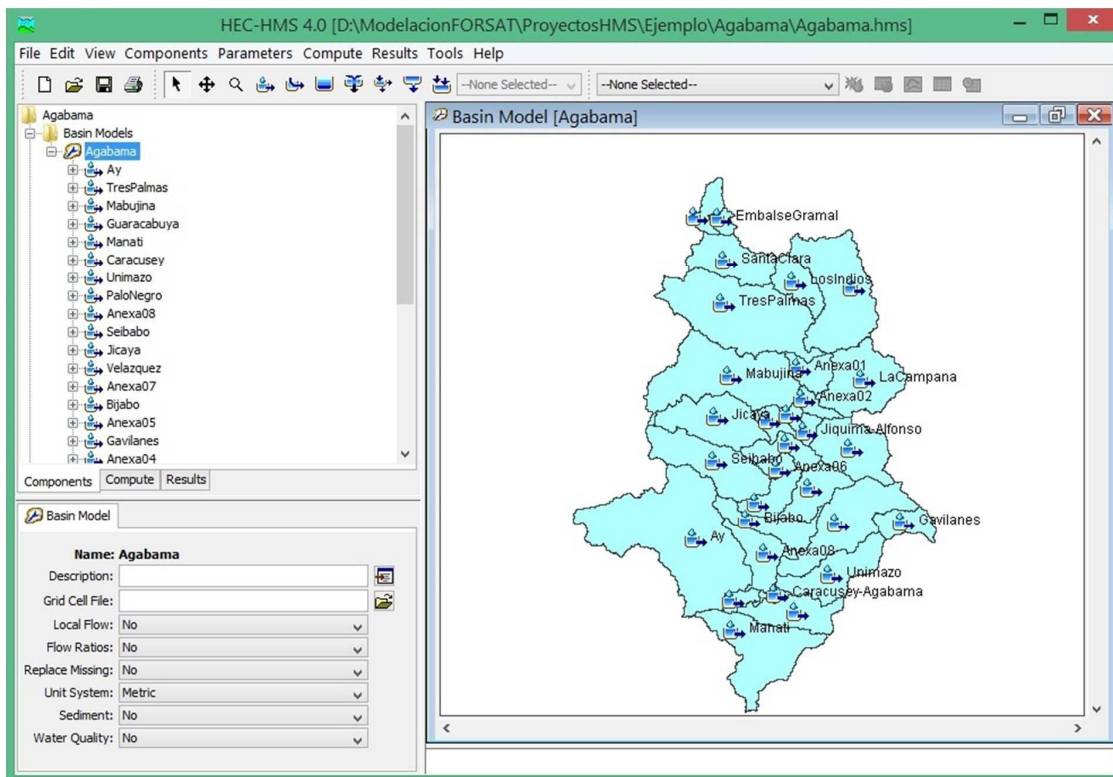 HEC-HMS 4.0 [D:\ModelacionFORSAT\ProyectosHMS\Ejemplo\Agabama\Agabama.hms]
File Edit View Components Parameters Compute Results Tools Help
--None Selected-- --None Selected--
Agabama
Basin Models
Agabama
Ay
TresPalmas
Mabujina
Guaracabuya
Manati
Caracusey
Unimazo
PaloNegro
Anexa08
Seibabo
Jicaya
Velazquez
Anexa07
Bijabo
Anexa05
Gavilanes
Anexa04
Components Compute Results
Basin Model
Name: Agabama
Description:
Grid Cell File:
Local Flow: No
Flow Ratios: No
Replace Missing: No
Unit System: Metric
Sediment: No
Water Quality: No
Basin Model [Agabama]
EmbalseGramal
SantaClara
LosIndios
TresPalmas
Anexa01
Mabujina
LaCampana
Anexa02
Jicaya
Jiquima-Alfonso
Seibabo
Anexa06
Bijabo
Gavilanes
Ay
Anexa08
Unimazo
Caracusey-Agabama
Manati